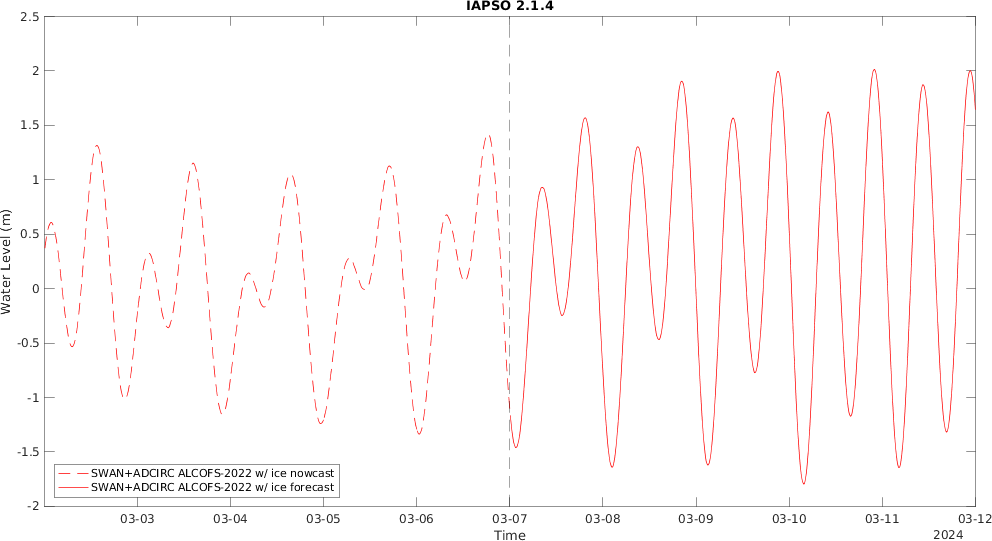 IAPSO 2.1.4
2.5
2
1.5
1
0.5
0
-0.5
-1
-1.5
-2
Water Level (m)
SWAN+ADCIRC ALCOFS-2022 w/ ice nowcast
SWAN+ADCIRC ALCOFS-2022 w/ ice forecast
03-03 03-04 03-05 03-06 03-07 03-08 03-09 03-10 03-11 03-12
Time
2024